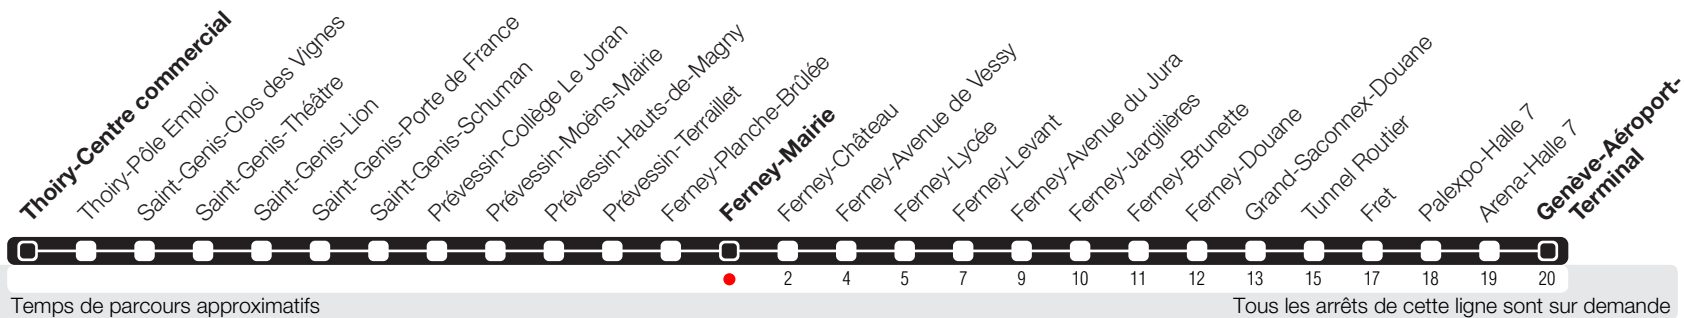 Thoiry-Centre commercial
Thoiry-Pôle Emploi
Saint-Genis-Clos des Vignes
Saint-Genis-Théâtre
Saint-Genis-Lion
Saint-Genis-Porte de France
Saint-Genis-Schuman
Prévessin-Collège Le Joran
Prévessin-Moëns-Mairie
Prévessin-Hauts-de-Magny
Prévessin-Terraillet
Ferney-Planche-Brûlée
Ferney-Mairie
Ferney-Château
Ferney-Avenue de Vessy
Ferney-Lycée
Ferney-Levant
Ferney-Avenue du Jura
Ferney-Jargilières
Ferney-Brunette
Ferney-Douane
Grand-Saconnex-Douane
Tunnel Routier
Fret
Palexpo-Halle 7
Arena-Halle 7
Genève-Aéroport-
Terminal
2 4 5 7 9 10 11 12 13 15 17 18 19 20
Temps de parcours approximatifs
Tous les arrêts de cette ligne sont sur demande